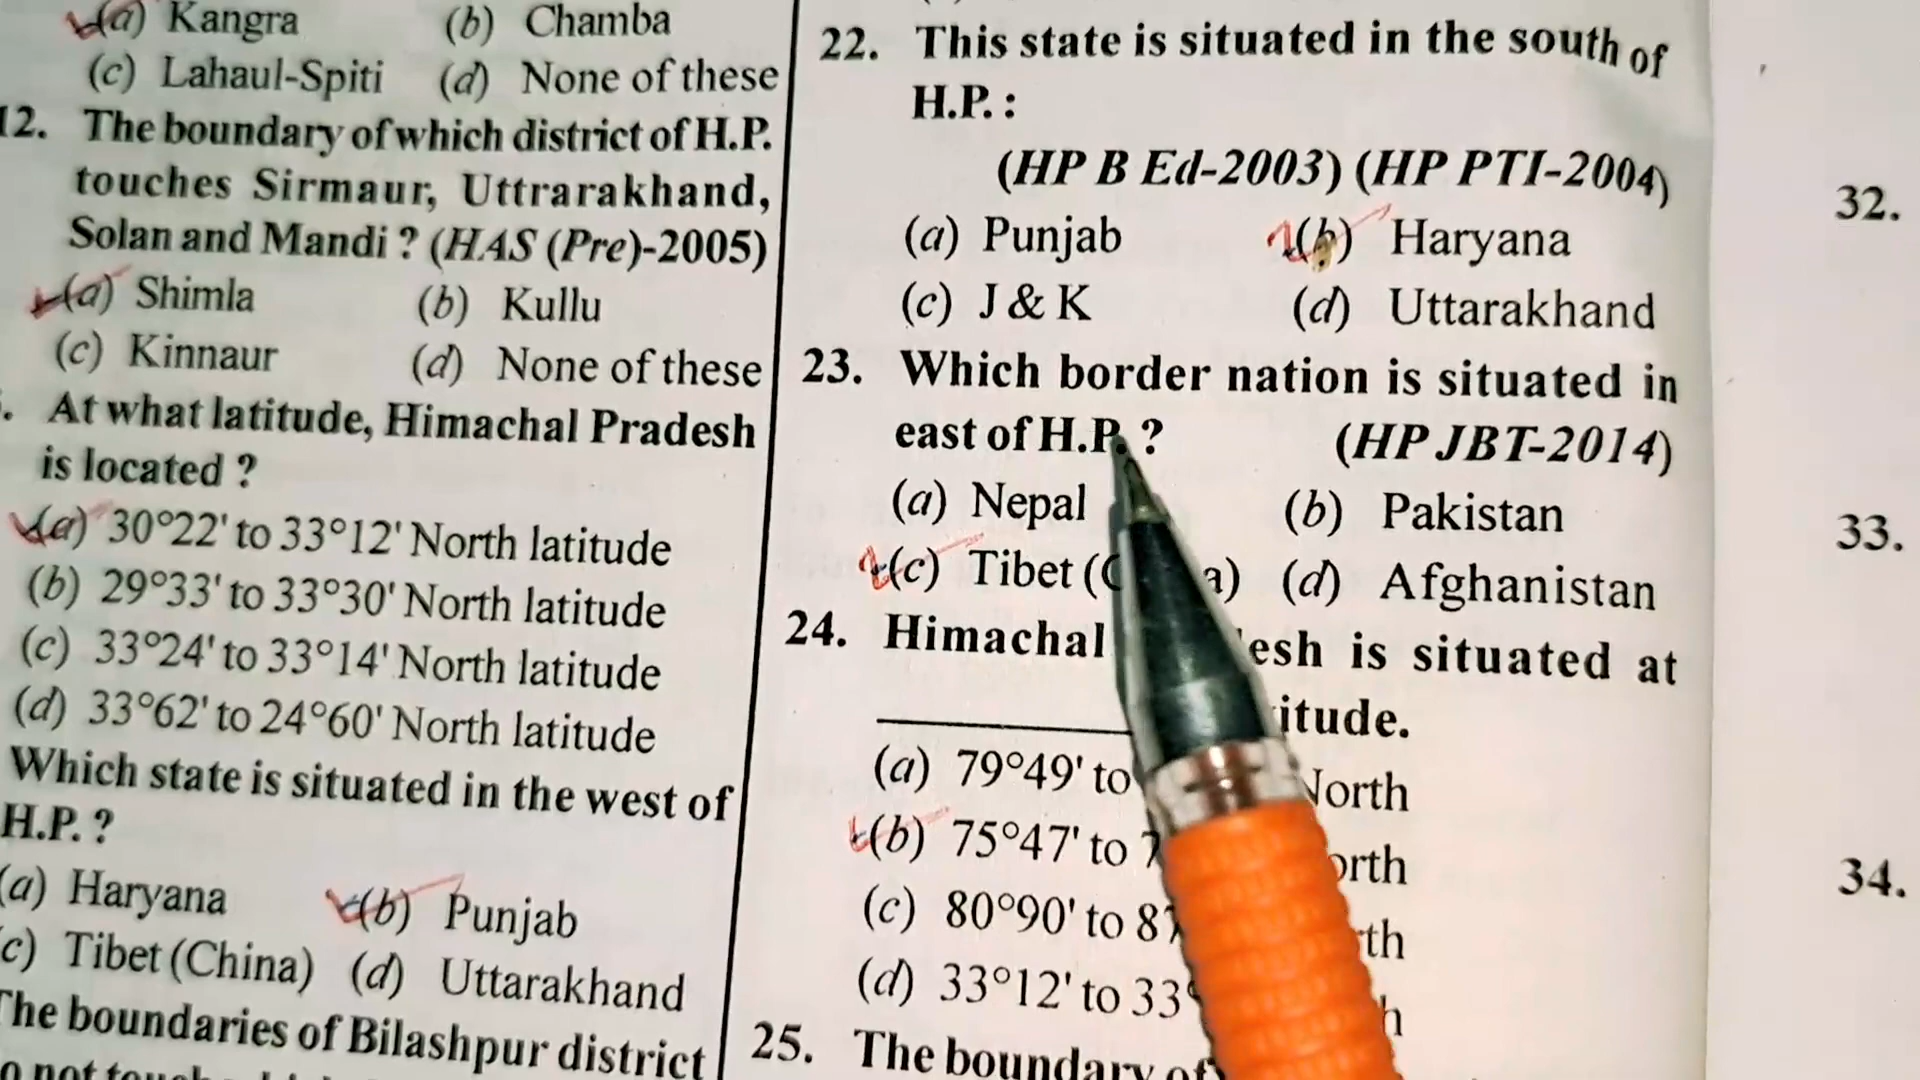 (a) Kangra (b) Chamba
(c) Lahaul-Spiti (d) None of these
12. The boundary of which district of H.P.
touches Sirmaur, Uttrarakhand,
Solan and Mandi ? (HAS (Pre)-2005)
(a) Shimla (b) Kullu
(c) Kinnaur (d) None of these
. At what latitude, Himachal Pradesh
is located ?
(a) 30°22' to 33°12' North latitude
(b) 29°33' to 33°30' North latitude
(c) 33°24' to 33°14' North latitude
(d) 33°62' to 24°60' North latitude
Which state is situated in the west of
H.P. ?
(a) Haryana (b) Punjab
c) Tibet (China) (d) Uttarakhand
The boundaries of Bilashpur district
22. This state is situated in the south of
H.P. :
(HP B Ed-2003) (HP PTI-2004)
(a) Punjab (b) Haryana
(c) J & K (d) Uttarakhand
23. Which border nation is situated in
east of H.P. ? (HP JBT-2014)
(a) Nepal (b) Pakistan
(c) Tibet (d) Afghanistan
24. Himachal is situated at
(a) 79°49' to
(b) 75°47' to
(c) 80°90' to
(d) 33°12' to
25. The boundary of
32.
33.
34.